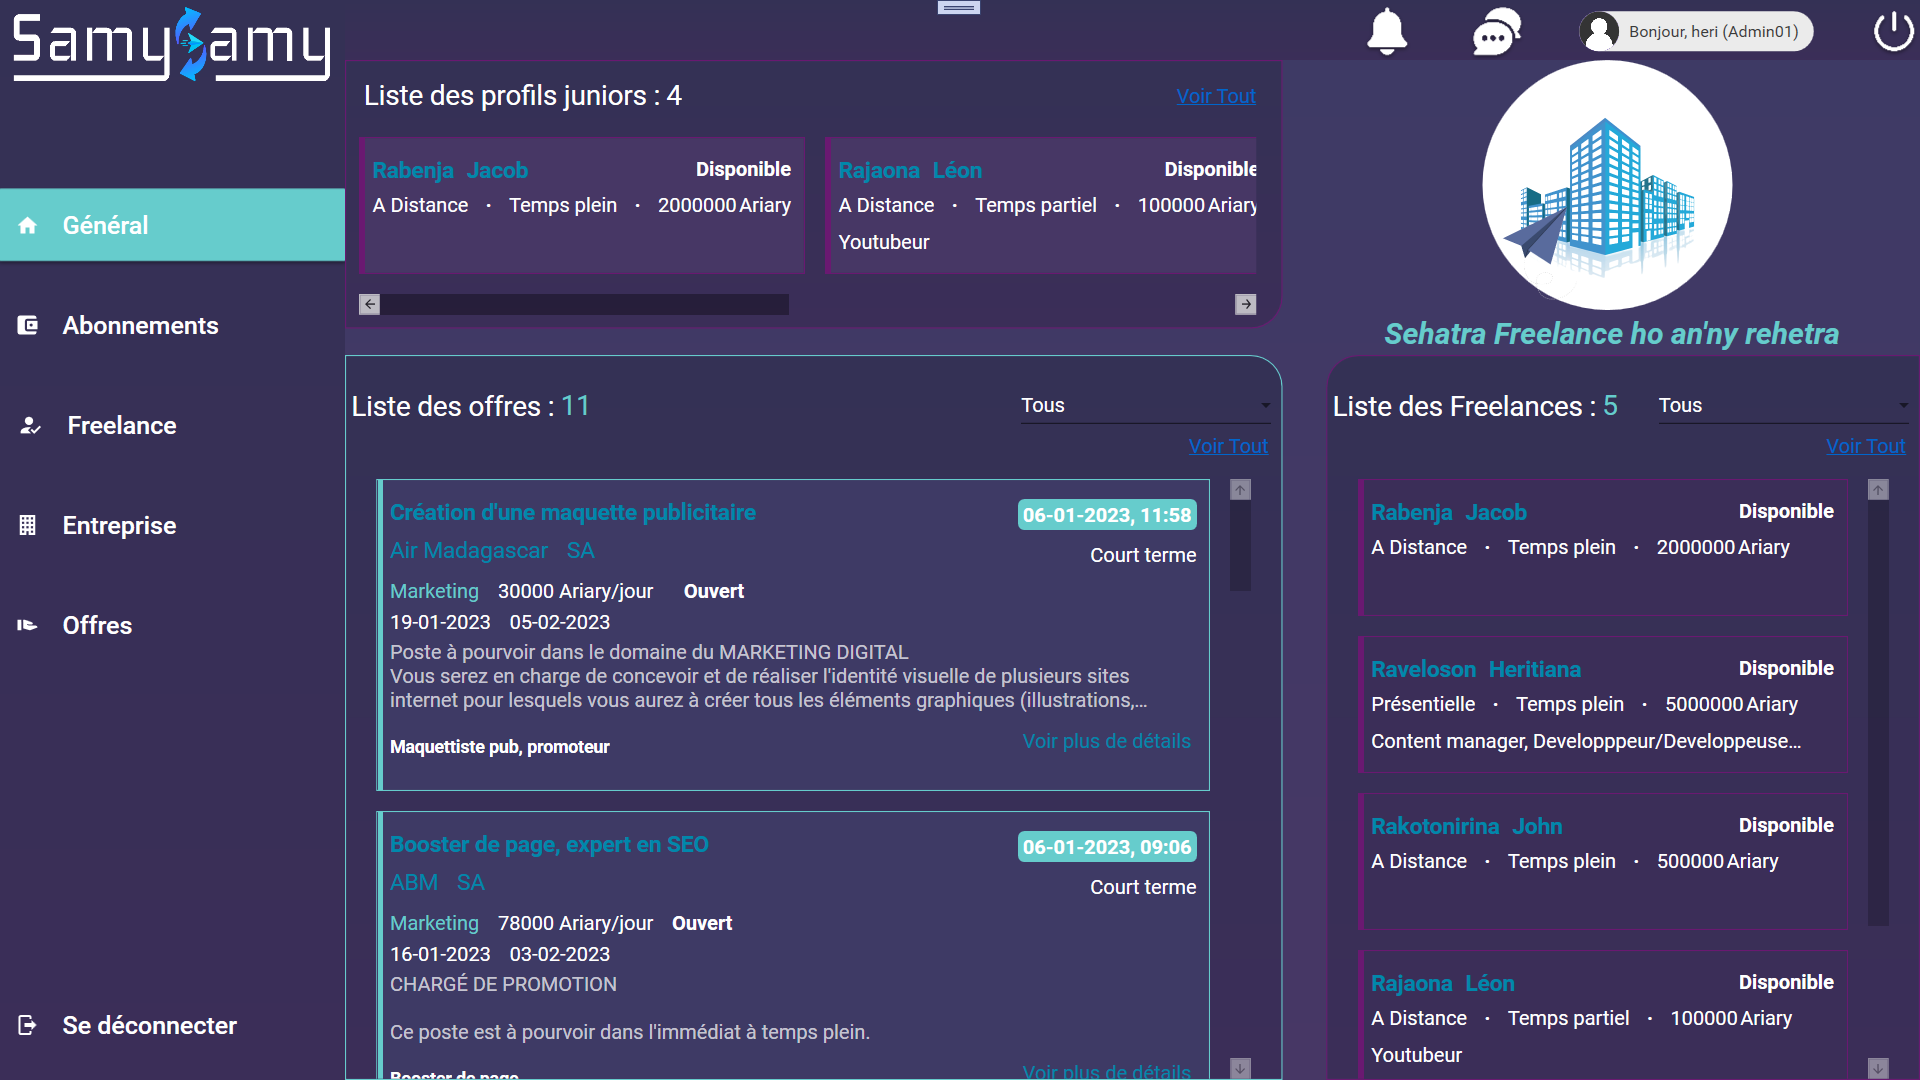 SamySamy
Bonjour, heri (Admin01)
Général
Abonnements
Freelance
Entreprise
Offres
Se déconnecter
Liste des profils juniors : 4
Voir Tout
Rabenja Jacob
Disponible
A Distance · Temps plein · 2000000 Ariary
Rajaona Léon
Disponible
A Distance · Temps partiel · 100000 Ariary
Youtubeur
Sehatra Freelance ho an'ny rehetra
Liste des offres : 11
Tous
Voir Tout
Création d'une maquette publicitaire
06-01-2023, 11:58
Air Madagascar SA
Court terme
Marketing 30000 Ariary/jour Ouvert
19-01-2023 05-02-2023
Poste à pourvoir dans le domaine du MARKETING DIGITAL
Vous serez en charge de concevoir et de réaliser l'identité visuelle de plusieurs sites
internet pour lesquels vous aurez à créer tous les éléments graphiques (illustrations,...
Maquettiste pub, promoteur
Voir plus de détails
Booster de page, expert en SEO
06-01-2023, 09:06
ABM SA
Court terme
Marketing 78000 Ariary/jour Ouvert
16-01-2023 03-02-2023
CHARGÉ DE PROMOTION
Ce poste est à pourvoir dans l'immédiat à temps plein.
Booster de page
Voir plus de détails
Liste des Freelances : 5
Tous
Voir Tout
Rabenja Jacob
Disponible
A Distance · Temps plein · 2000000 Ariary
Raveloson Heritiana
Disponible
Présentielle · Temps plein · 5000000 Ariary
Content manager, Developppeur/Developpeuse...
Rakotonirina John
Disponible
A Distance · Temps plein · 500000 Ariary
Rajaona Léon
Disponible
A Distance · Temps partiel · 100000 Ariary
Youtubeur